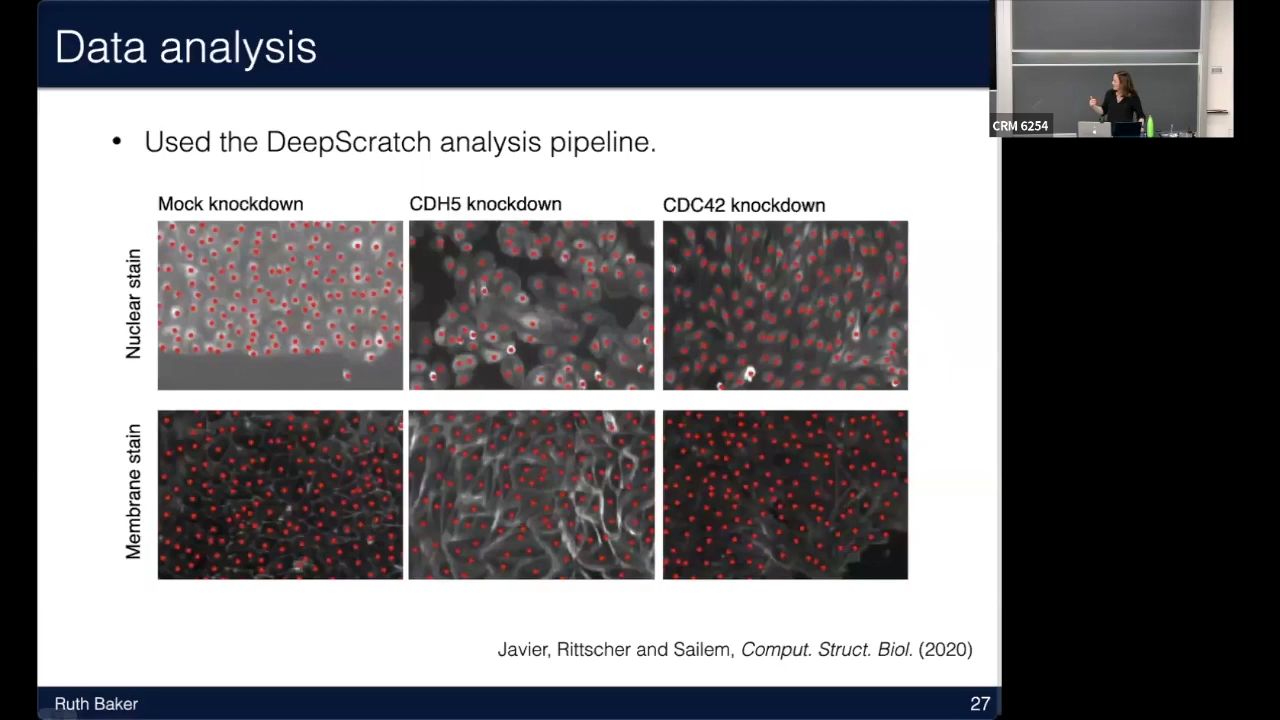 Data analysis
• Used the DeepScratch analysis pipeline.
Mock knockdown
CDH5 knockdown
CDC42 knockdown
Nuclear stain
Membrane stain
Javier, Rittscher and Sailem, Comput. Struct. Biol. (2020)
Ruth Baker
27
CRM 6254